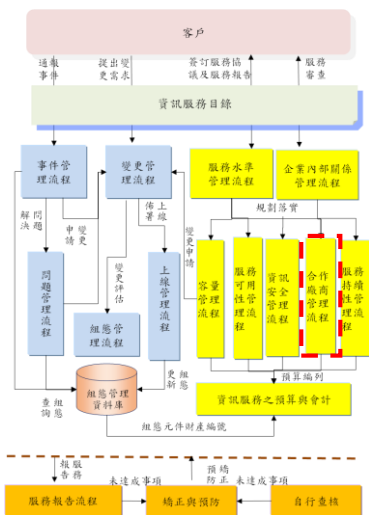 客戶
通報
事件
提出變
更需求
簽訂服務協
議及服務報告
服務
審查
資訊服務目錄
事件管
理流程
變更管
理流程
服務水準
管理流程
企業內部關係
管理流程
解決
問題
申請
變更
佈署
上線
規劃落實
變更評估
變更申請
問題管理流程
組態管
理流程
上線管理流程
容量
管理
流程
服務
可用
性管
理流
程
資訊
安全
管理
流程
合作
廠商
管理
流程
服務
持續
性管
理流
程
組態管理
資料庫
查組
詢態
更組
新態
預算編列
資訊服務之預算與會計
組態元件財產編號
報服
告務
未達成事項
預矯
防正
未達成事項
服務報告流程
矯正與預防
自行查核